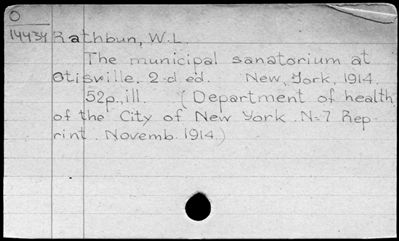 O
14434 Rathbun, W.L.
The municipal sanatorium at
Otisville. 2.d ed. New, York, 1914.
52p., ill. (Department of health
of the City of New York. N=7 Rep-
rint. Novemb. 1914.)